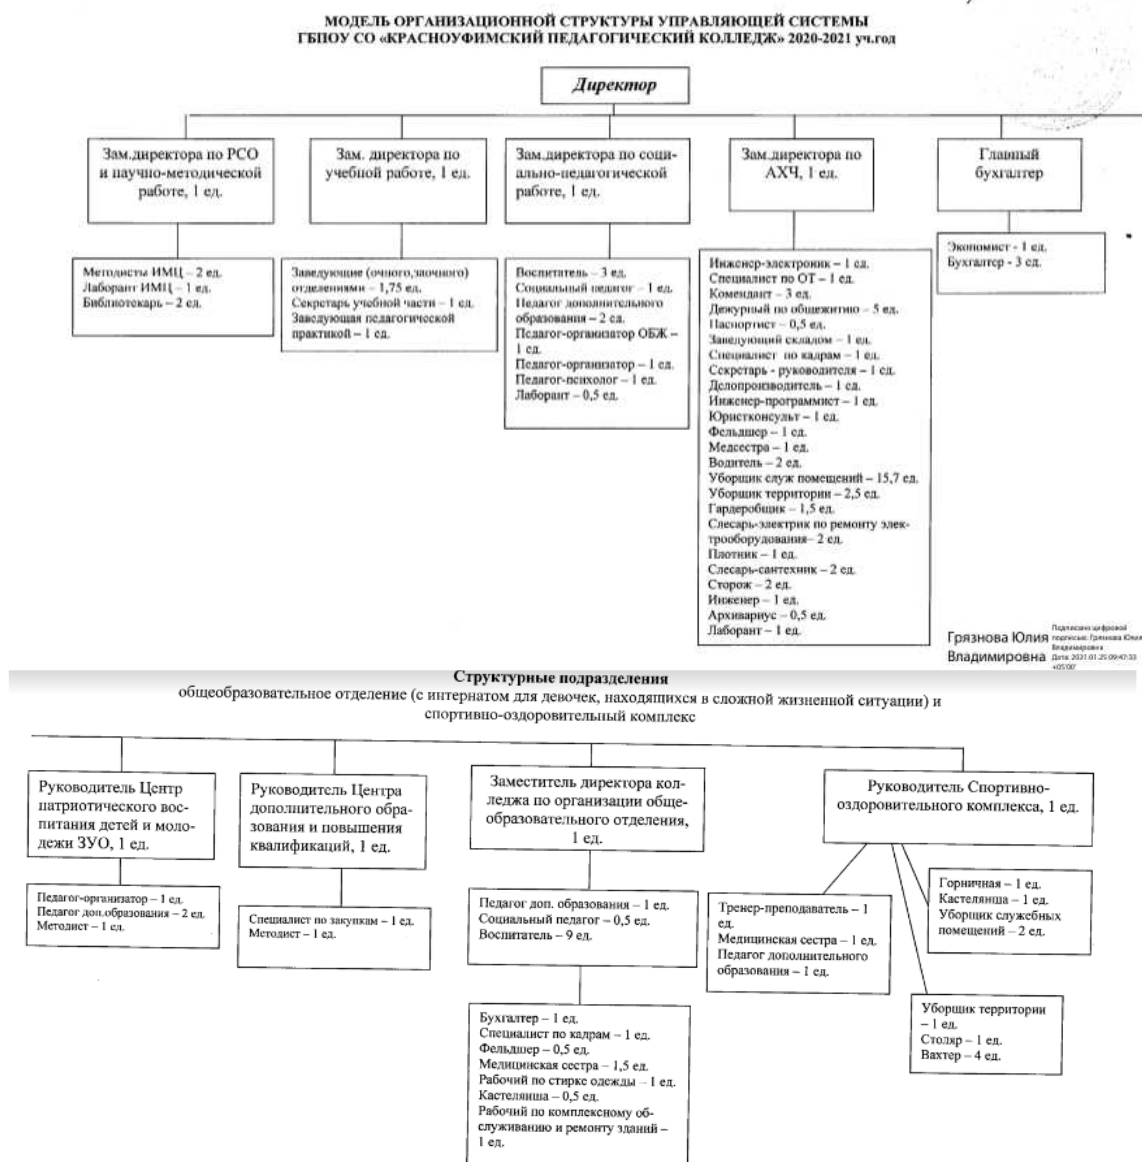 МОДЕЛЬ ОРГАНИЗАЦИОННОЙ СТРУКТУРЫ УПРАВЛЯЮЩЕЙ СИСТЕМЫ
ГБПОУ СО «КРАСНОУФИМСКИЙ ПЕДАГОГИЧЕСКИЙ КОЛЛЕДЖ» 2020-2021 уч.год
Директор
Зам.директора по РСО
и научно-методической
работе, 1 ед.
Зам. директора по
учебной работе, 1 ед.
Зам.директора по соци-
ально-педагогической
работе, 1 ед.
Зам.директора по
АХЧ, 1 ед.
Главный
бухгалтер
Методисты ИМЦ – 2 ед.
Лаборант ИМЦ – 1 ед.
Библиотекарь – 2 ед.
Заведующие (очного,заочного)
отделениями – 1,75 ед.
Секретарь учебной части – 1 ед.
Заведующая педагогической
практикой – 1 ед.
Воспитатель – 3 ед.
Социальный педагог – 1 ед.
Педагог дополнительного
образования – 2 ед.
Педагог-организатор ОБЖ –
1 ед.
Педагог-организатор – 1 ед.
Педагог-психолог – 1 ед.
Лаборант – 0,5 ед.
Инженер-электроник – 1 ед.
Специалист по ОТ – 1 ед.
Комендант – 3 ед.
Дежурный по общежитию – 5 ед.
Паспортист – 0,5 ед.
Заведующий складом – 1 ед.
Специалист по кадрам – 1 ед.
Секретарь - руководителя – 1 ед.
Делопроизводитель – 1 ед.
Инженер-программист – 1 ед.
Юристконсульт – 1 ед.
Фельдшер – 1 ед.
Медсестра – 1 ед.
Водитель – 2 ед.
Уборщик служ помещений – 15,7 ед.
Уборщик территории – 2,5 ед.
Гардеробщик – 1,5 ед.
Слесарь-электрик по ремонту элек-
трооборудования– 2 ед.
Плотник – 1 ед.
Слесарь-сантехник – 2 ед.
Сторож – 2 ед.
Инженер – 1 ед.
Архивариус – 0,5 ед.
Лаборант – 1 ед.
Экономист - 1 ед.
Бухгалтер - 3 ед.
Грязнова Юлия
Владимировна
Подписано цифровой
подписью: Грязнова Юлия
Владимировна
Дата: 2021.01.25 09:47:33
+05'00'
Структурные подразделения
общеобразовательное отделение (с интернатом для девочек, находящихся в сложной жизненной ситуации) и
спортивно-оздоровительный комплекс
Руководитель Центр
патриотического вос-
питания детей и моло-
дежи ЗУО, 1 ед.
Руководитель Центра
дополнительного обра-
зования и повышения
квалификаций, 1 ед.
Заместитель директора кол-
леджа по организации обще-
образовательного отделения,
1 ед.
Руководитель Спортивно-
оздоровительного комплекса, 1 ед.
Педагог-организатор – 1 ед.
Педагог доп.образования – 2 ед.
Методист – 1 ед.
Специалист по закупкам – 1 ед.
Методист – 1 ед.
Педагог доп. образования – 1 ед.
Социальный педагог – 0,5 ед.
Воспитатель – 9 ед.
Тренер-преподаватель – 1
ед.
Медицинская сестра – 1 ед.
Педагог дополнительного
образования – 1 ед.
Горничная – 1 ед.
Кастелянша – 1 ед.
Уборщик служебных
помещений – 2 ед.
Бухгалтер – 1 ед.
Специалист по кадрам – 1 ед.
Фельдшер – 0,5 ед.
Медицинская сестра – 1,5 ед.
Рабочий по стирке одежды – 1 ед.
Кастелянша – 0,5 ед.
Рабочий по комплексному об-
служиванию и ремонту зданий –
1 ед.
Уборщик территории
– 1 ед.
Столяр – 1 ед.
Вахтер – 4 ед.